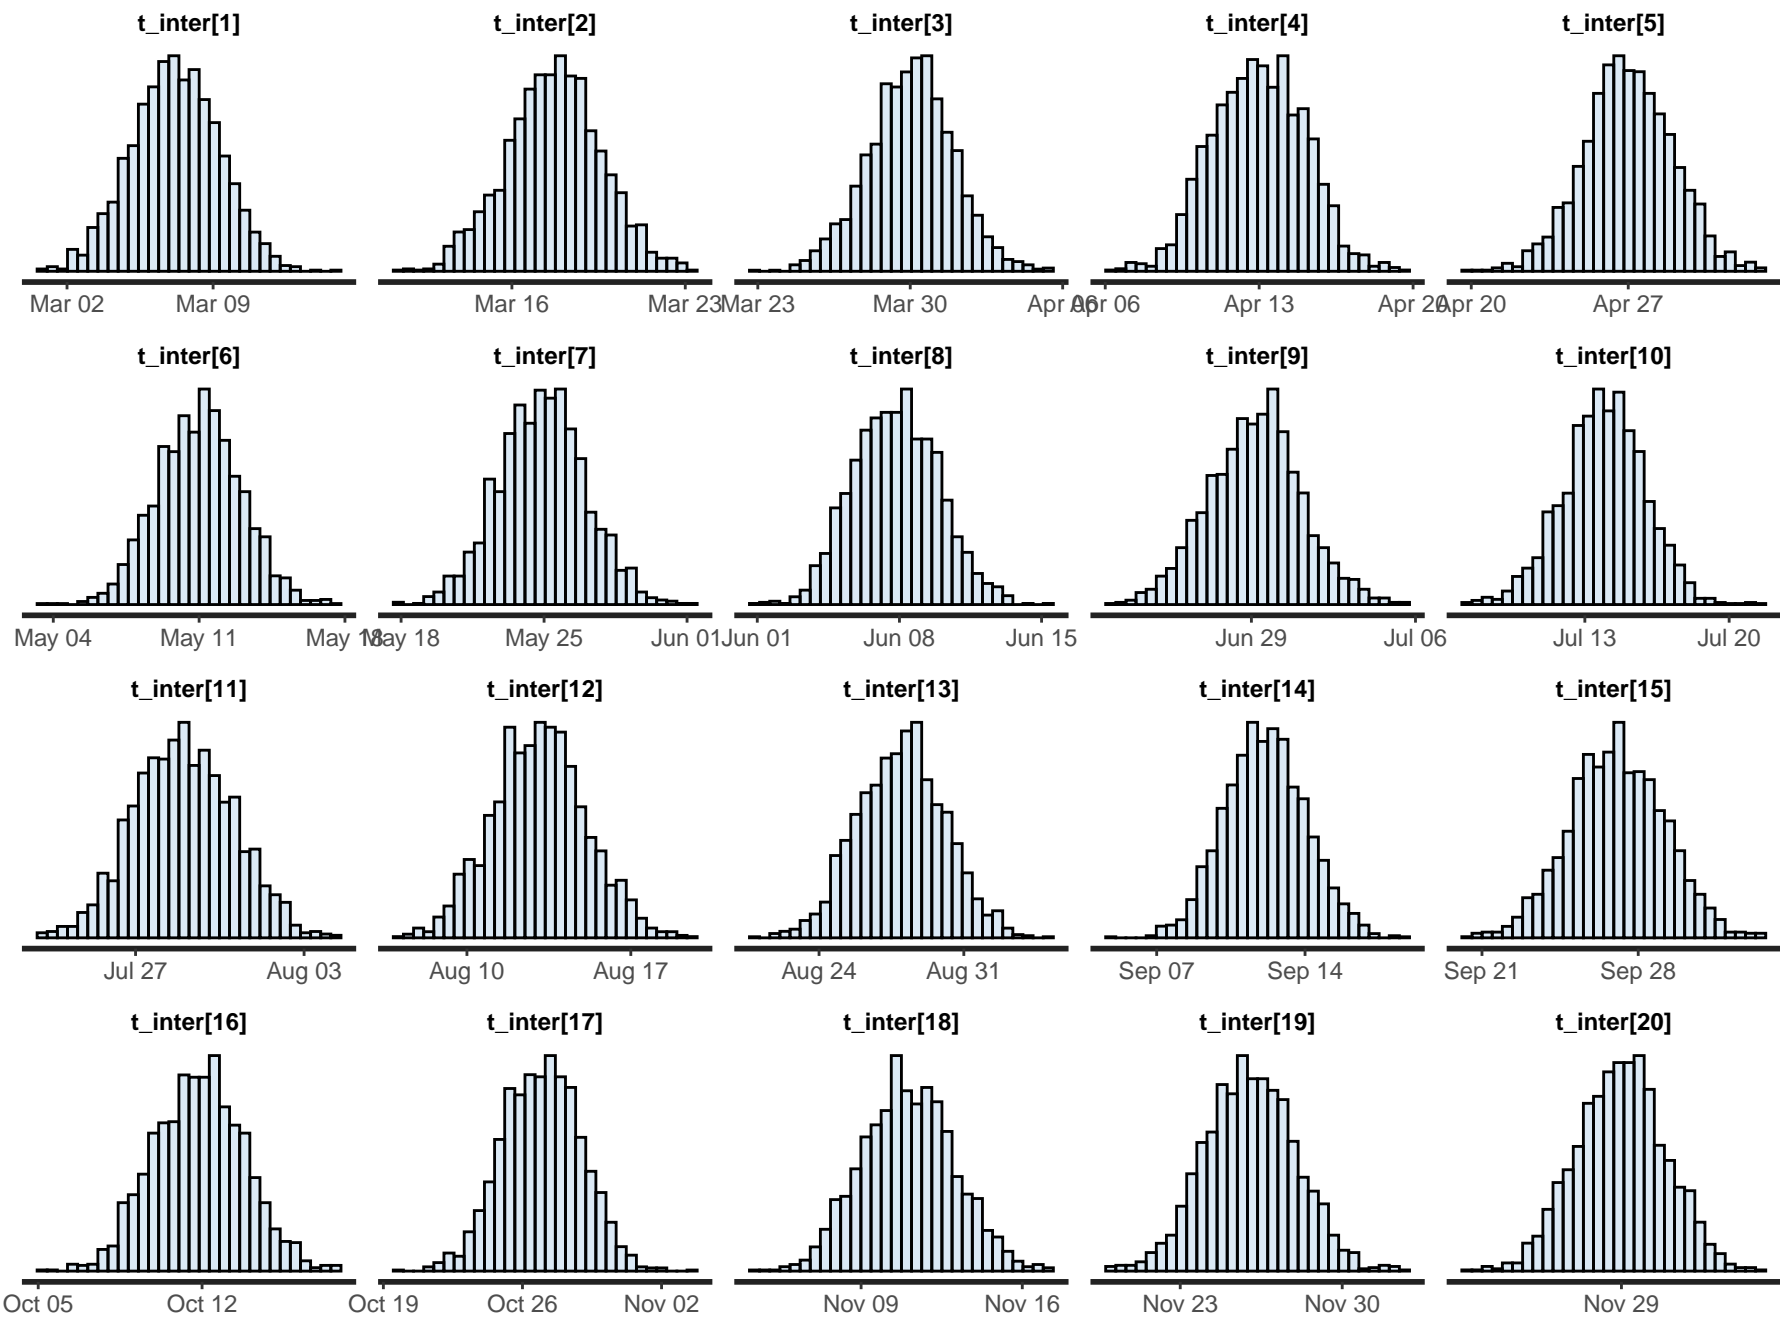 t_inter[1] t_inter[2] t_inter[3] t_inter[4] t_inter[5]
Mar 02 Mar 09 Mar 16 Mar 23 Mar 23 Mar 30 Apr 06 Apr 06 Apr 13 Apr 20 Apr 20 Apr 27
t_inter[6] t_inter[7] t_inter[8] t_inter[9] t_inter[10]
May 04 May 11 May 18 May 18 May 25 Jun 01 Jun 01 Jun 08 Jun 15 Jun 29 Jul 06 Jul 13 Jul 20
t_inter[11] t_inter[12] t_inter[13] t_inter[14] t_inter[15]
Jul 27 Aug 03 Aug 10 Aug 17 Aug 24 Aug 31 Sep 07 Sep 14 Sep 21 Sep 28
t_inter[16] t_inter[17] t_inter[18] t_inter[19] t_inter[20]
Oct 05 Oct 12 Oct 19 Oct 26 Nov 02 Nov 09 Nov 16 Nov 23 Nov 30 Nov 29